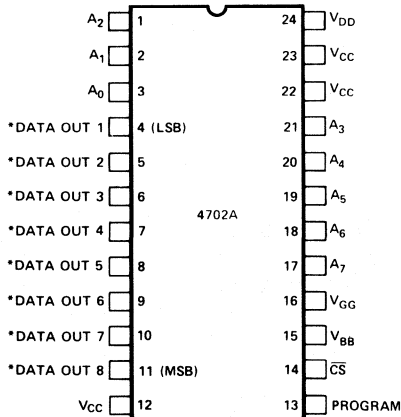 A2 1 24 VDD
A1 2 23 VCC
A0 3 22 VCC
*DATA OUT 1 4 (LSB) 21 A3
*DATA OUT 2 5 20 A4
*DATA OUT 3 6 19 A5
4702A
*DATA OUT 4 7 18 A6
*DATA OUT 5 8 17 A7
*DATA OUT 6 9 16 VGG
*DATA OUT 7 10 15 VBB
*DATA OUT 8 11 (MSB) 14 C̅S̅
VCC 12 13 PROGRAM